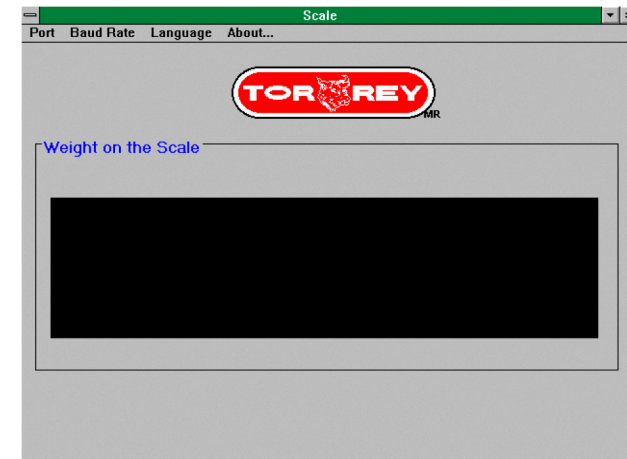 Scale
Port Baud Rate Language About...
TOR REY
MR
Weight on the Scale